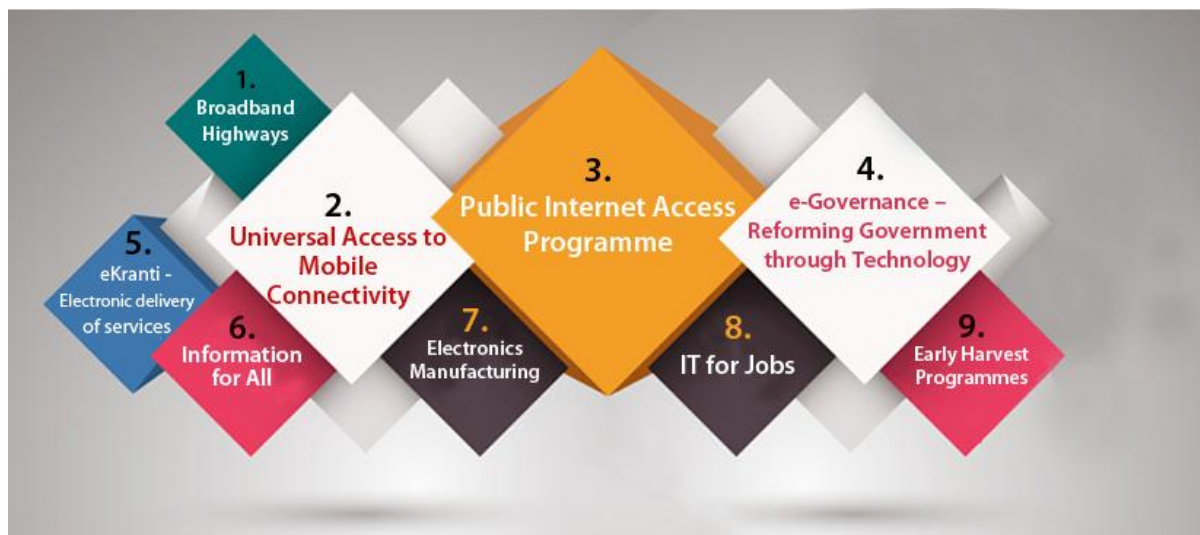 1.
Broadband
Highways
2.
Universal Access to
Mobile
Connectivity
3.
Public Internet Access
Programme
4.
e-Governance –
Reforming Government
through Technology
5.
eKranti -
Electronic delivery
of services
6.
Information
for All
7.
Electronics
Manufacturing
8.
IT for Jobs
9.
Early Harvest
Programmes